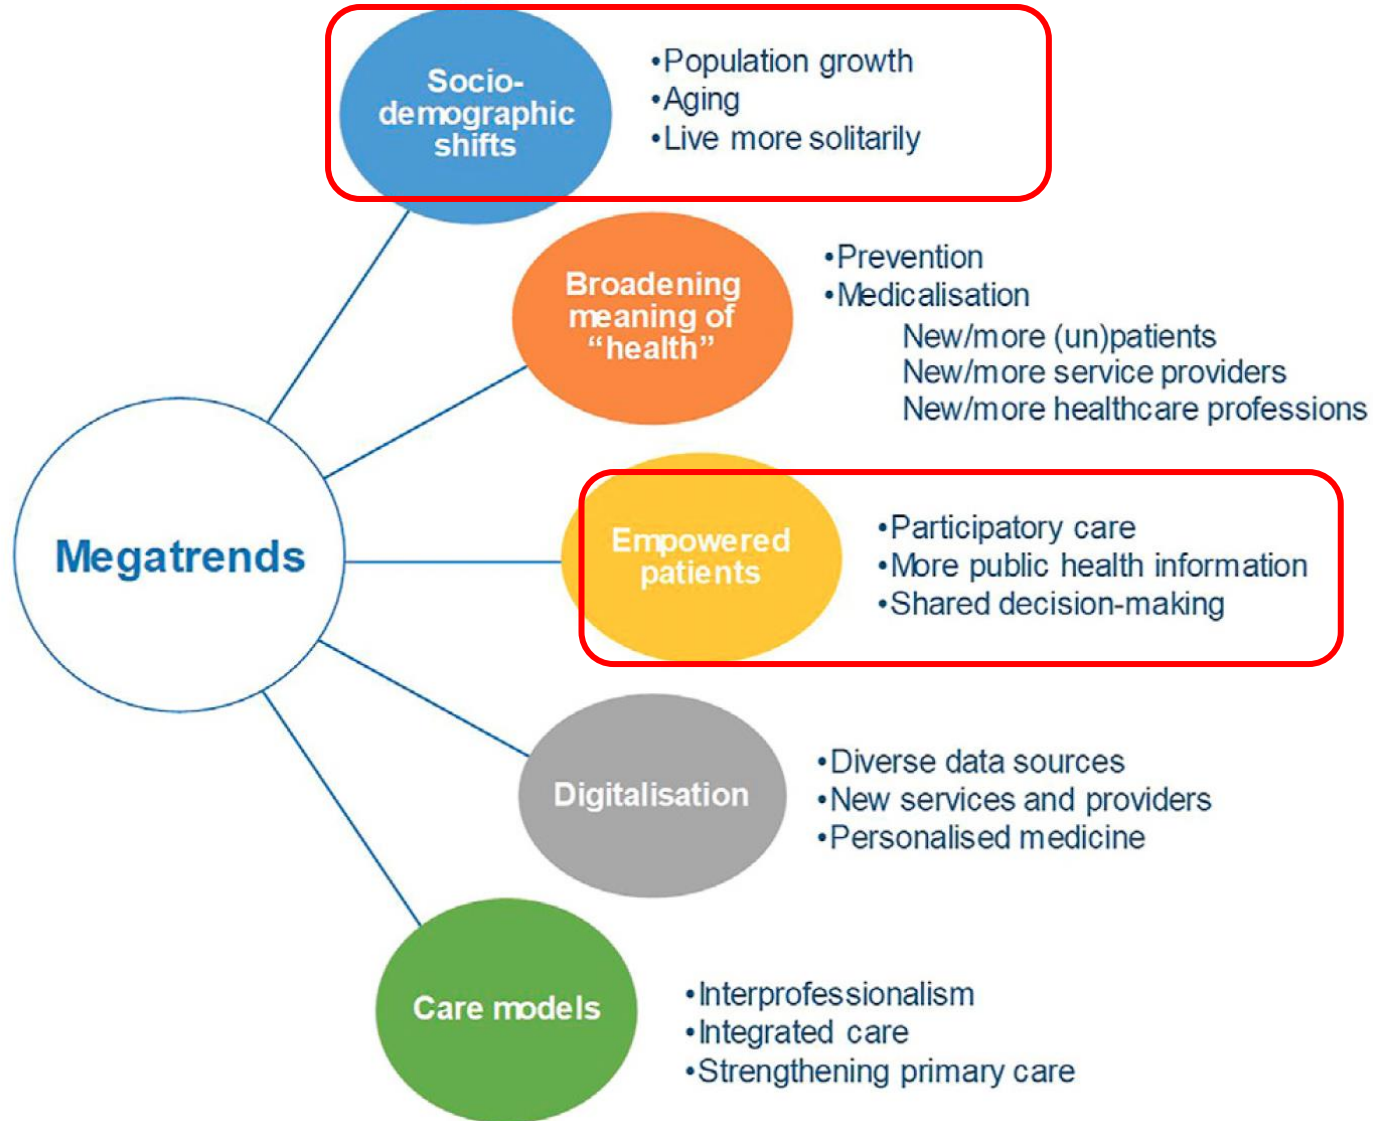 Socio-
demographic
shifts
•Population growth
•Aging
•Live more solitarily
Broadening
meaning of
“health”
•Prevention
•Medicalisation
New/more (un)patients
New/more service providers
New/more healthcare professions
Megatrends
Empowered
patients
•Participatory care
•More public health information
•Shared decision-making
Digitalisation
•Diverse data sources
•New services and providers
•Personalised medicine
Care models
•Interprofessionalism
•Integrated care
•Strengthening primary care